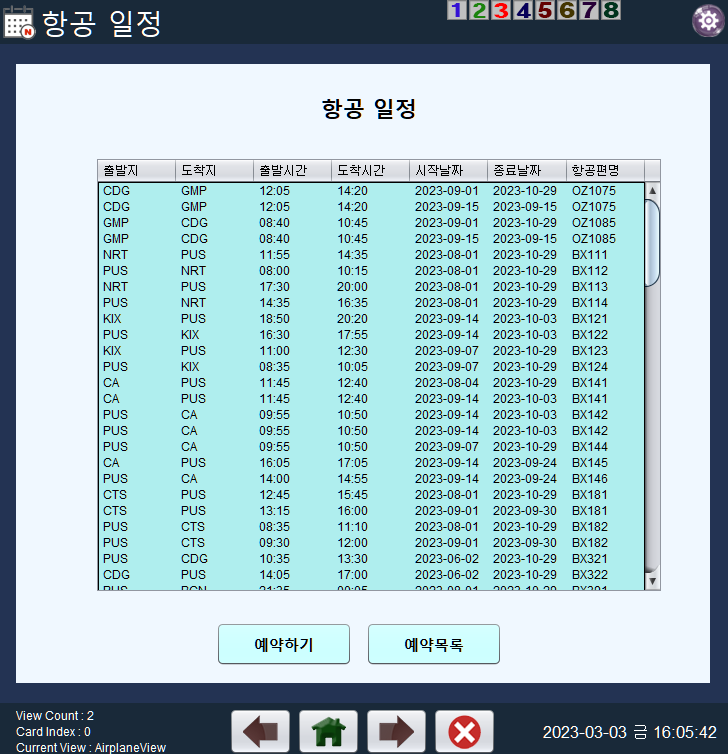 항공 일정
1 2 3 4 5 6 7 8
항공 일정
출발지 도착지 출발시간 도착시간 시작날짜 종료날짜 항공편명
CDG GMP 12:05 14:20 2023-09-01 2023-10-29 OZ1075
CDG GMP 12:05 14:20 2023-09-15 2023-09-15 OZ1075
GMP CDG 08:40 10:45 2023-09-01 2023-10-29 OZ1085
GMP CDG 08:40 10:45 2023-09-15 2023-09-15 OZ1085
NRT PUS 11:55 14:35 2023-08-01 2023-10-29 BX111
PUS NRT 08:00 10:15 2023-08-01 2023-10-29 BX112
NRT PUS 17:30 20:00 2023-08-01 2023-10-29 BX113
PUS NRT 14:35 16:35 2023-08-01 2023-10-29 BX114
KIX PUS 18:50 20:20 2023-09-14 2023-10-03 BX121
PUS KIX 16:30 17:55 2023-09-14 2023-10-03 BX122
KIX PUS 11:00 12:30 2023-09-07 2023-10-29 BX123
PUS KIX 08:35 10:05 2023-09-07 2023-10-29 BX124
CA PUS 11:45 12:40 2023-08-04 2023-10-29 BX141
CA PUS 11:45 12:40 2023-09-14 2023-10-03 BX141
PUS CA 09:55 10:50 2023-09-14 2023-10-03 BX142
PUS CA 09:55 10:50 2023-09-14 2023-10-03 BX142
PUS CA 09:55 10:50 2023-09-07 2023-10-29 BX144
CA PUS 16:05 17:05 2023-09-14 2023-09-24 BX145
PUS CA 14:00 14:55 2023-09-14 2023-09-24 BX146
CTS PUS 12:45 15:45 2023-08-01 2023-10-29 BX181
CTS PUS 13:15 16:00 2023-09-01 2023-09-30 BX181
PUS CTS 08:35 11:10 2023-08-01 2023-10-29 BX182
PUS CTS 09:30 12:00 2023-09-01 2023-09-30 BX182
PUS CDG 10:35 13:30 2023-06-02 2023-10-29 BX321
CDG PUS 14:05 17:00 2023-06-02 2023-10-29 BX322
예약하기 예약목록
View Count : 2
Card Index : 0
Current View : AirplaneView
2023-03-03 금 16:05:42